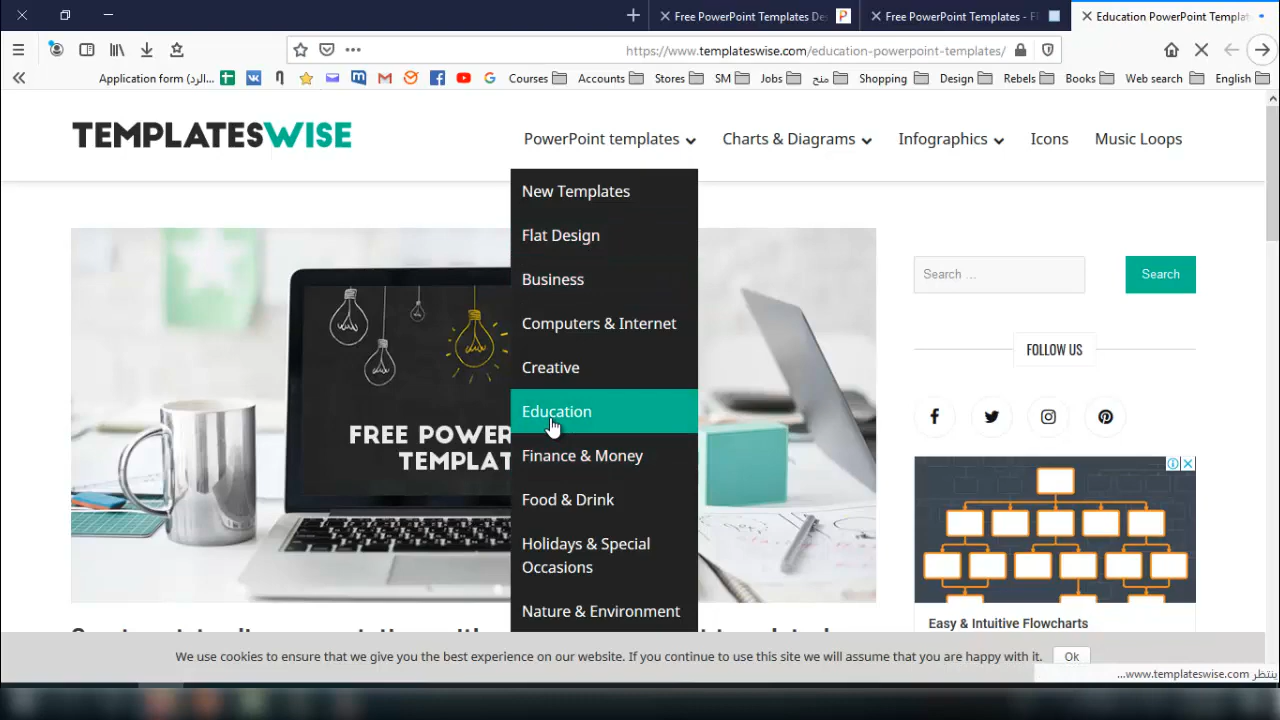 Free PowerPoint Templates De
Free PowerPoint Templates - F
Education PowerPoint Templat
https://www.templateswise.com/education-powerpoint-templates/
Application form (الرد)...
Courses
Accounts
Stores
SM
Jobs
منح
Shopping
Design
Rebels
Books
Web search
English
TEMPLATESWISE
PowerPoint templates
Charts & Diagrams
Infographics
Icons
Music Loops
New Templates
Flat Design
Business
Computers & Internet
Creative
Education
Finance & Money
Food & Drink
Holidays & Special
Occasions
Nature & Environment
FREE POWER
TEMPLAT
Search ...
Search
FOLLOW US
Easy & Intuitive Flowcharts
We use cookies to ensure that we give you the best experience on our website. If you continue to use this site we will assume that you are happy with it.
Ok
ينتظر www.templateswise.com...